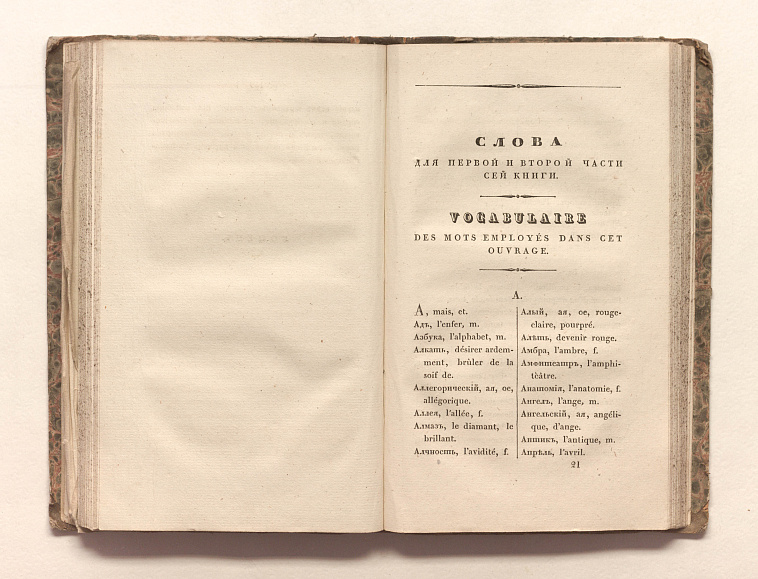 СЛОВА
ДЛЯ ПЕРВОЙ И ВТОРОЙ ЧАСТИ
СЕЙ КНИГИ.
VOCABULAIRE
DES MOTS EMPLOYÉS DANS CET
OUVRAGE.
А.
А, mais, et.
Адъ, l'enfer, m.
Азбука, l'alphabet, m.
Алкать, désirer ardem-
ment, brûler de la
soif de.
Аллегорическій, ая, ое,
allégorique.
Аллея, l'allée, f.
Алмазъ, le diamant, le
brillant.
Алчность, l'avidité, f.
Алый, ая, ое, rouge-
claire, pourpré.
Алѣть, devenir rouge.
Амбра, l'ambre, f.
Амфитеатръ, l'amphi-
tèâtre.
Анатомія, l'anatomie, f.
Ангелъ, l'ange, m.
Ангельскій, ая, angéli-
que, d'ange.
Антикъ, l'antique, m.
Апрѣль, l'avril.
21